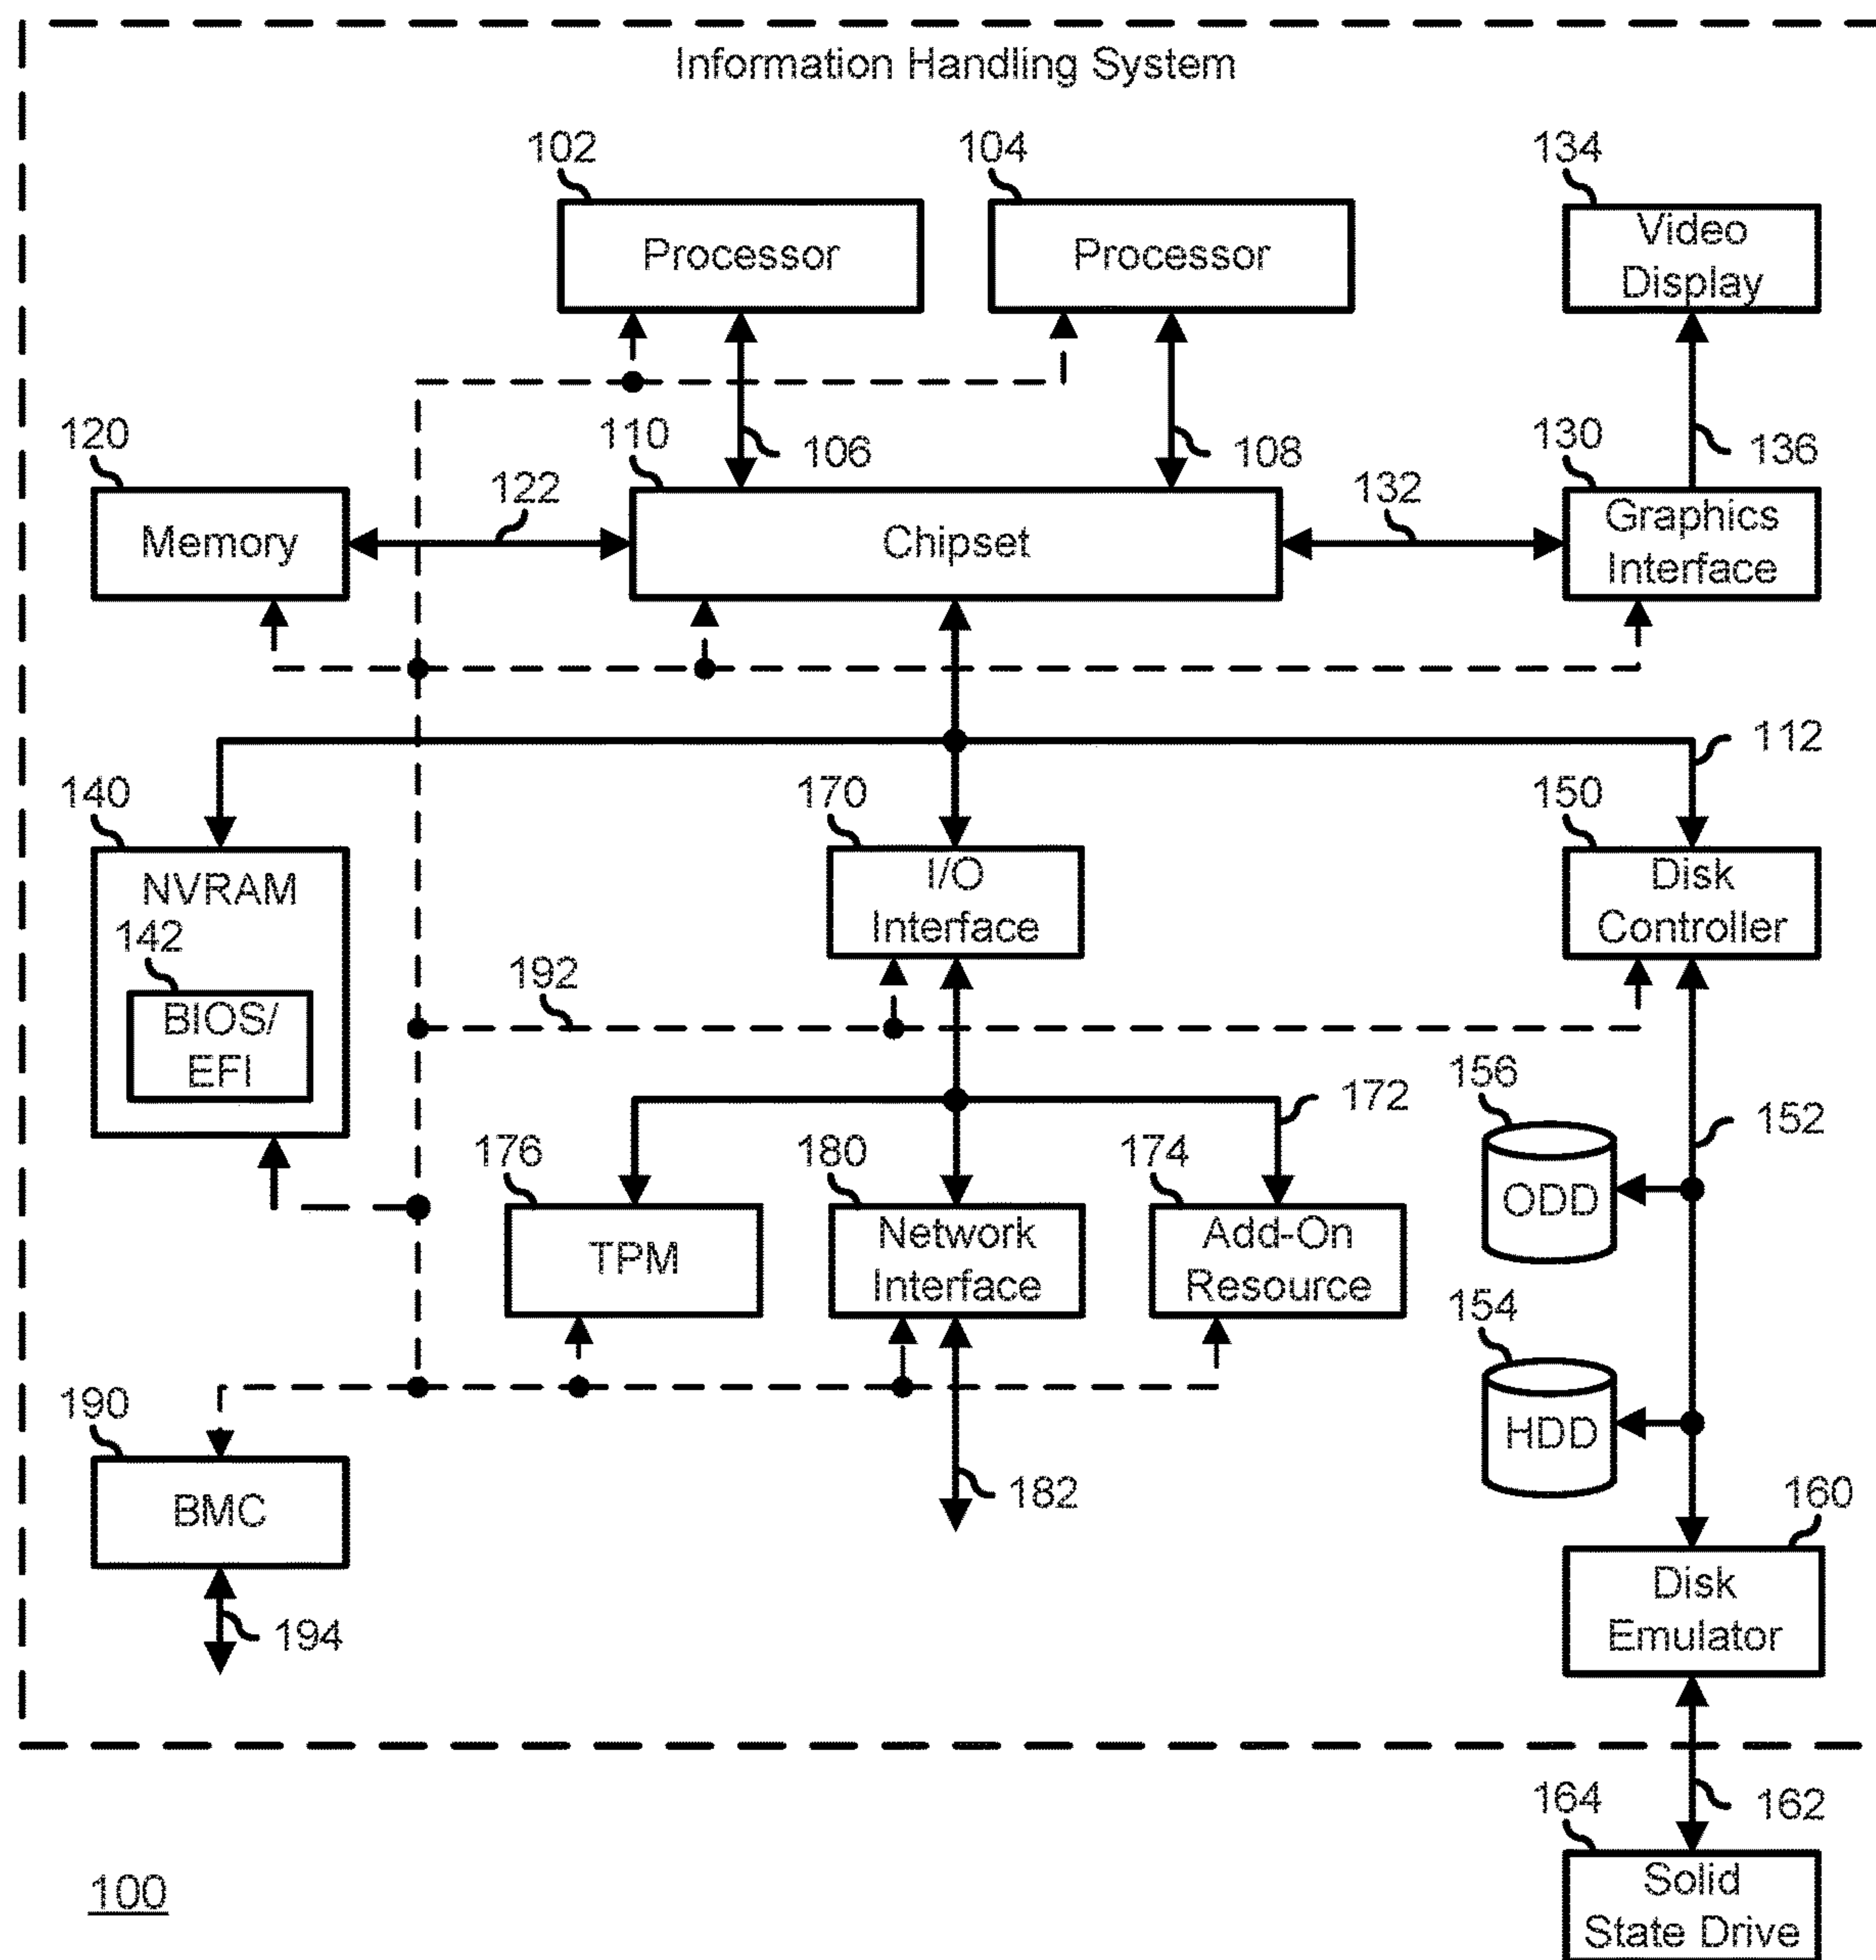 Information Handling System
102
104
134
Processor
Processor
Video
Display
120
110
106
108
130
136
122
132
Memory
Chipset
Graphics
Interface
112
140
170
150
NVRAM
I/O
Interface
Disk
Controller
142
BIOS/
EFI
192
156
172
152
176
180
174
ODD
TPM
Network
Interface
Add-On
Resource
154
190
HDD
BMC
182
160
194
Disk
Emulator
164
162
100
Solid
State Drive